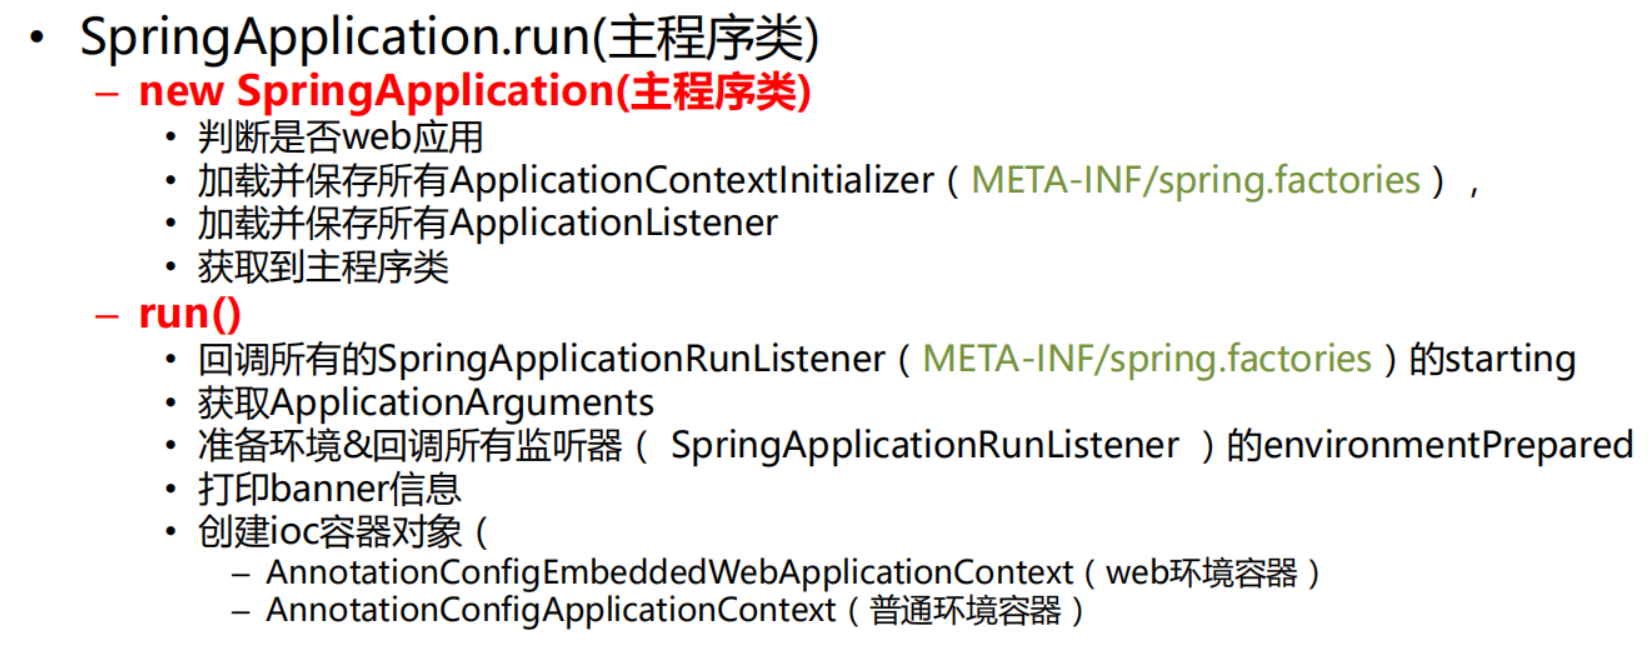 • SpringApplication.run(主程序类)
– new SpringApplication(主程序类)
• 判断是否web应用
• 加载并保存所有ApplicationContextInitializer（META-INF/spring.factories），
• 加载并保存所有ApplicationListener
• 获取到主程序类
– run()
• 回调所有的SpringApplicationRunListener（META-INF/spring.factories）的starting
• 获取ApplicationArguments
• 准备环境&回调所有监听器（ SpringApplicationRunListener ）的environmentPrepared
• 打印banner信息
• 创建ioc容器对象（
– AnnotationConfigEmbeddedWebApplicationContext（web环境容器）
– AnnotationConfigApplicationContext（普通环境容器）